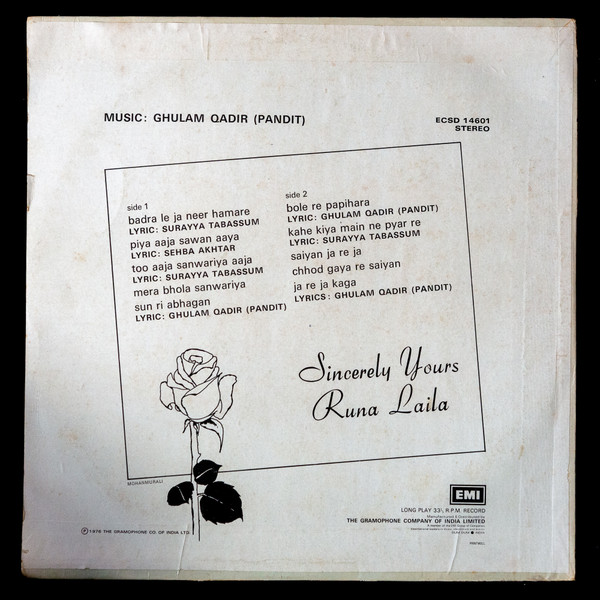 MUSIC: GHULAM QADIR (PANDIT)
ECSD 14601
STEREO
side 1
badra le ja neer hamare
LYRIC: SURAYYA TABASSUM
piya aaja sawan aaya
LYRIC: SEHBA AKHTAR
too aaja sanwariya aaja
LYRIC: SURAYYA TABASSUM
mera bhola sanwariya
sun ri abhagan
LYRIC: GHULAM QADIR (PANDIT)
side 2
bole re papihara
LYRIC: GHULAM QADIR (PANDIT)
kahe kiya main ne pyar re
LYRIC: SURAYYA TABASSUM
saiyan ja re ja
chhod gaya re saiyan
ja re ja kaga
LYRICS: GHULAM QADIR (PANDIT)
Sincerely Yours
Runa Laila
MOHANMURALI
EMI
LONG PLAY 33⅓ R.P.M. RECORD
Manufactured & Distributed by
THE GRAMOPHONE COMPANY OF INDIA LIMITED
℗ 1976 THE GRAMOPHONE CO. OF INDIA LTD